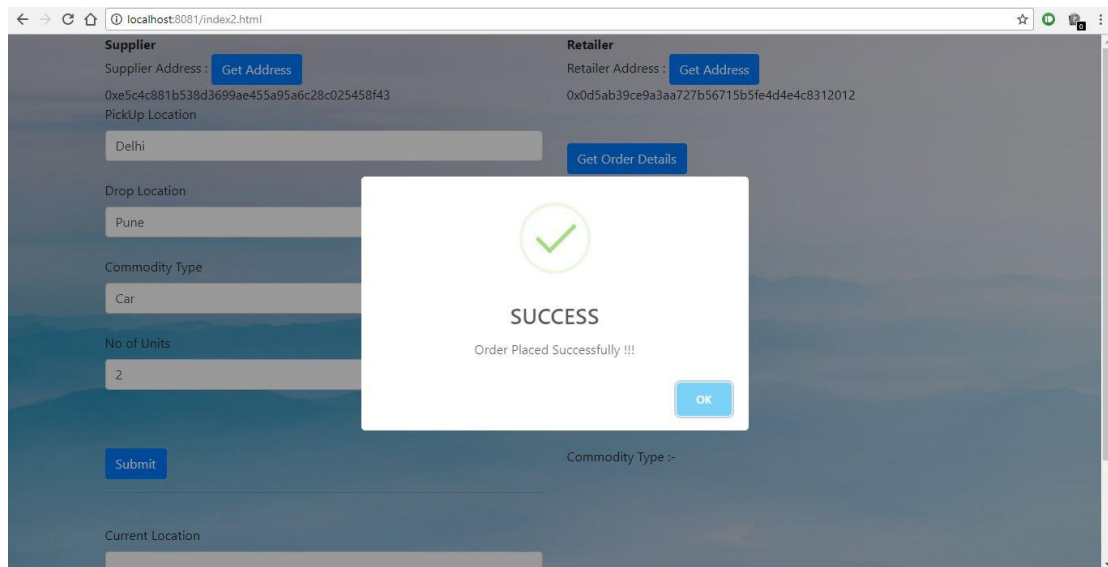 localhost:8081/index2.html
Supplier
Supplier Address : Get Address
0xe5c4c881b538d3699ae455a95a6c28c025458f43
PickUp Location
Delhi
Drop Location
Pune
Commodity Type
Car
No of Units
2
Submit
Current Location
Retailer
Retailer Address : Get Address
0x0d5ab39ce9a3aa727b56715b5fe4d4e4c8312012
Get Order Details
Commodity Type :-
SUCCESS
Order Placed Successfully !!!
OK